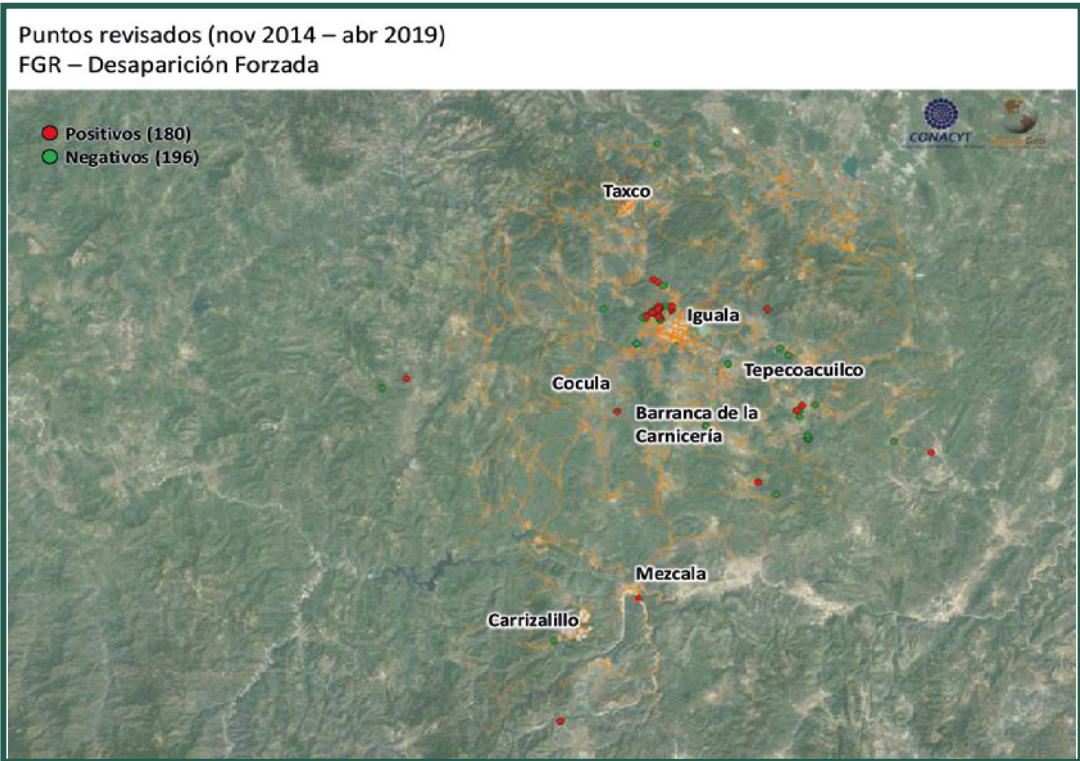 Puntos revisados (nov 2014 – abr 2019)
FGR – Desaparición Forzada
Positivos (180)
Negativos (196)
CONACYT
Taxco
Iguala
Tepecoacuilco
Cocula
Barranca de la
Carnicería
Mezcala
Carrizalillo